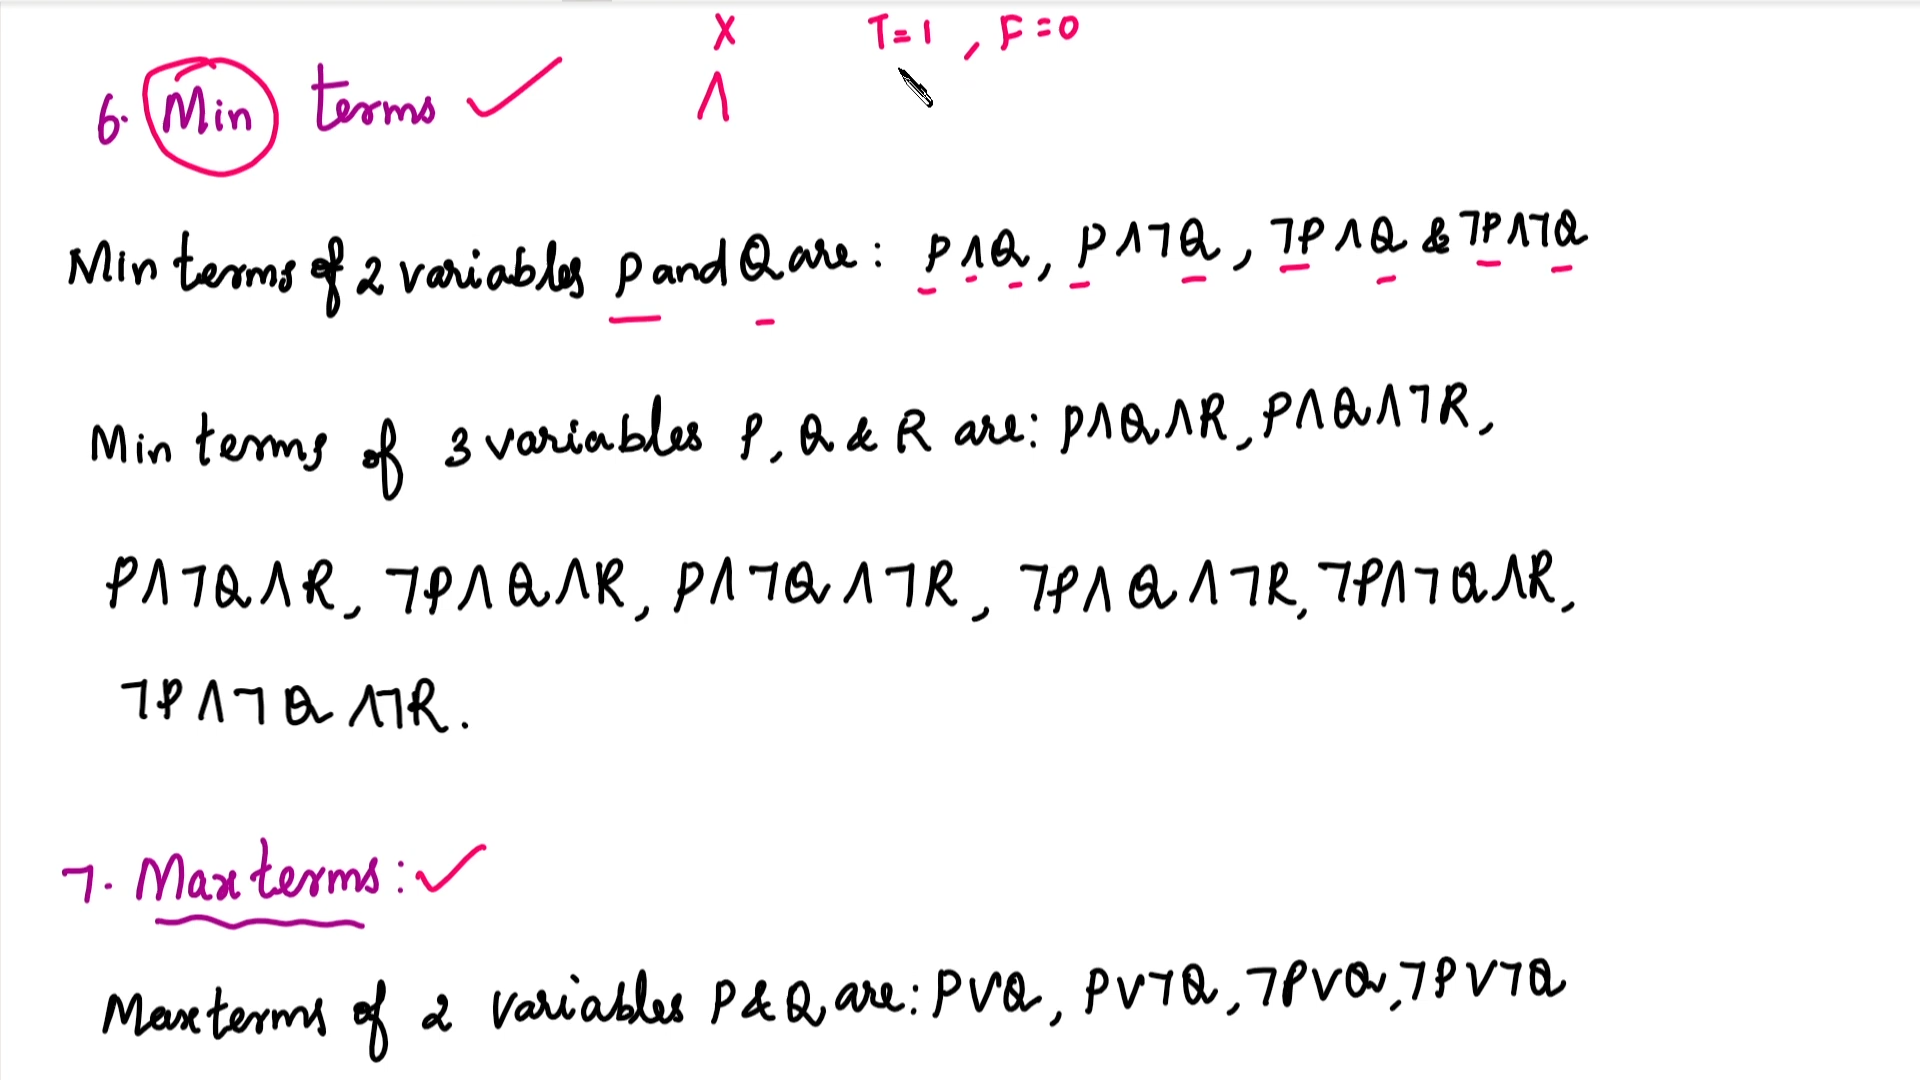 X T=1 , F=0
6. Min terms ✓ ∧
Min terms of 2 variables P and Q are: P∧Q, P∧¬Q, ¬P∧Q & ¬P∧¬Q
Min terms of 3 variables P, Q & R are: P∧Q∧R, P∧Q∧¬R,
P∧¬Q∧R, ¬P∧Q∧R, P∧¬Q∧¬R, ¬P∧Q∧¬R, ¬P∧¬Q∧R,
¬P∧¬Q∧¬R.
7. Max terms: ✓
Max terms of 2 variables P & Q are: P∨Q, P∨¬Q, ¬P∨Q, ¬P∨¬Q